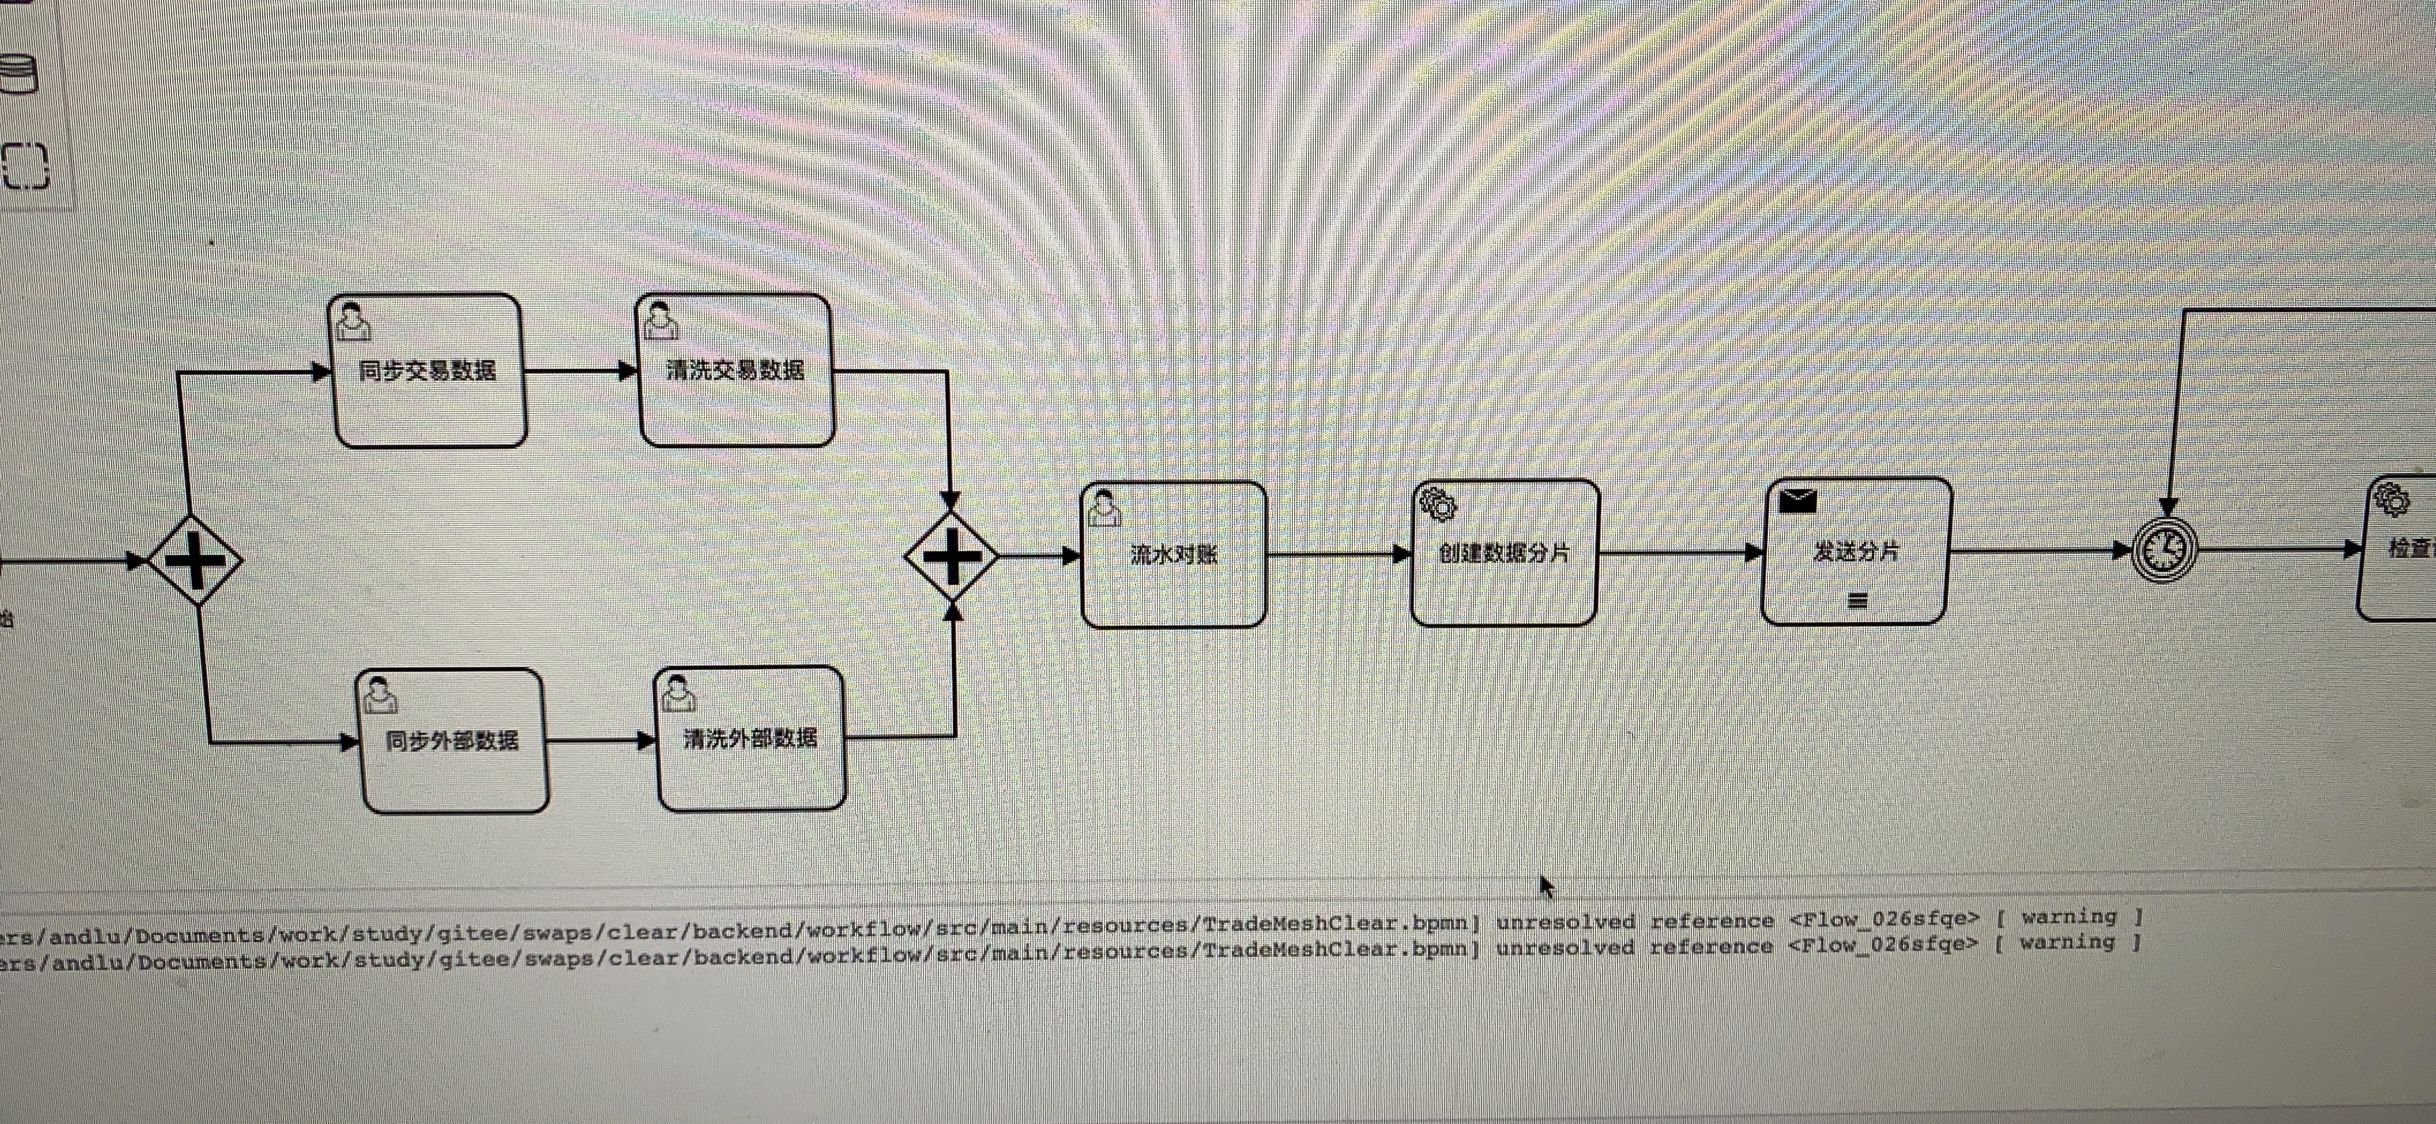 同步交易数据
清洗交易数据
流水对账
创建数据分片
发送分片
检查
始
同步外部数据
清洗外部数据
ers/andlu/Documents/work/study/gitee/swaps/clear/backend/workflow/src/main/resources/TradeMeshClear.bpmn] unresolved reference <Flow_026sfqe> [ warning ]
ers/andlu/Documents/work/study/gitee/swaps/clear/backend/workflow/src/main/resources/TradeMeshClear.bpmn] unresolved reference <Flow_026sfqe> [ warning ]